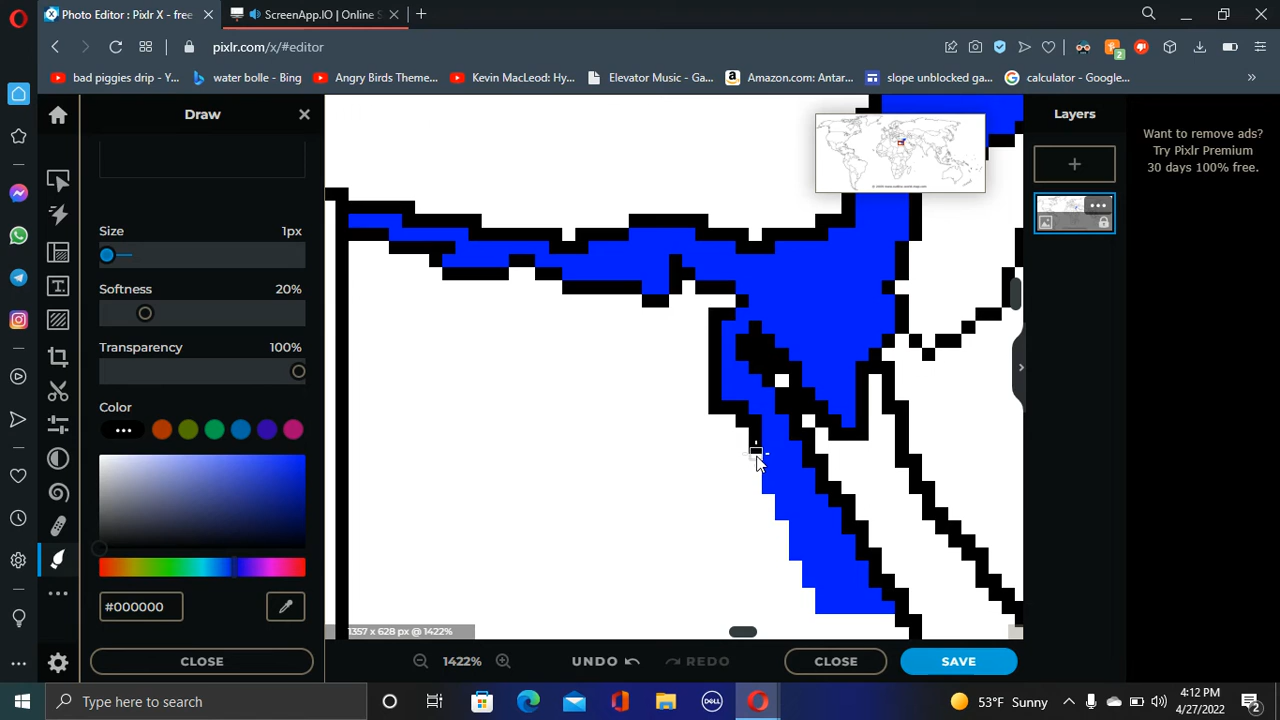 Photo Editor : Pixlr X - free
ScreenApp.IO | Online S
pixlr.com/x/#editor
2
bad piggies drip - Y...
water bolle - Bing
Angry Birds Theme...
Kevin MacLeod: Hy...
Elevator Music - Ga...
Amazon.com: Antar...
slope unblocked ga...
calculator - Google...
»
Draw
Layers
Want to remove ads?
Try Pixlr Premium
30 days 100% free.
Size
1px
Softness
20%
Transparency
100%
Color
#000000
CLOSE
1357 x 628 px @ 1422%
1422%
UNDO
REDO
CLOSE
SAVE
Type here to search
DELL
53°F Sunny
4:12 PM
4/27/2022
2